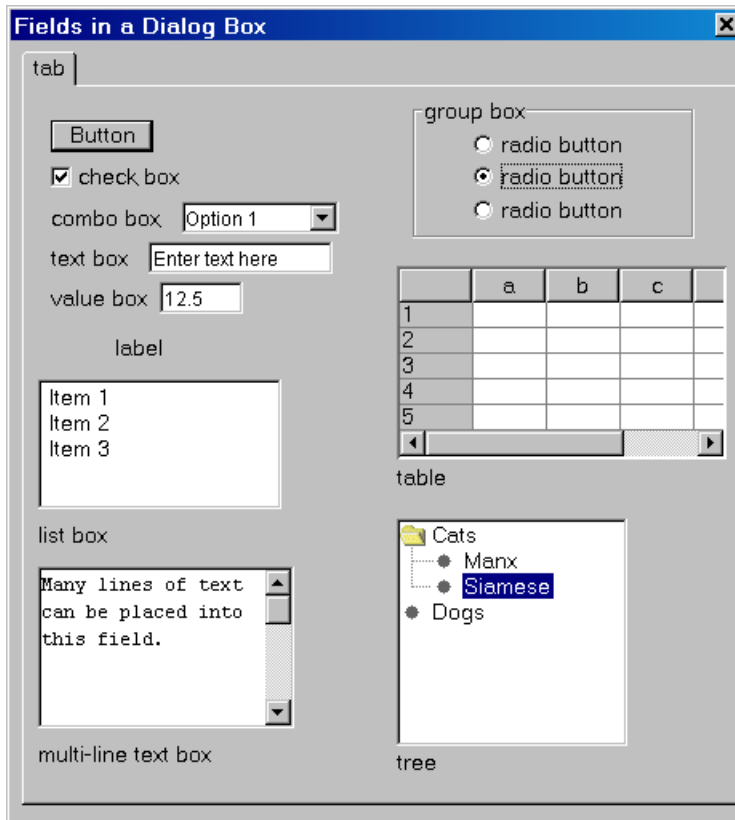 Fields in a Dialog Box
tab
Button
check box
combo box Option 1
text box Enter text here
value box 12.5
label
Item 1
Item 2
Item 3
list box
Many lines of text
can be placed into
this field.
multi-line text box
group box
radio button
radio button
radio button
a b c
1
2
3
4
5
table
Cats
Manx
Siamese
Dogs
tree